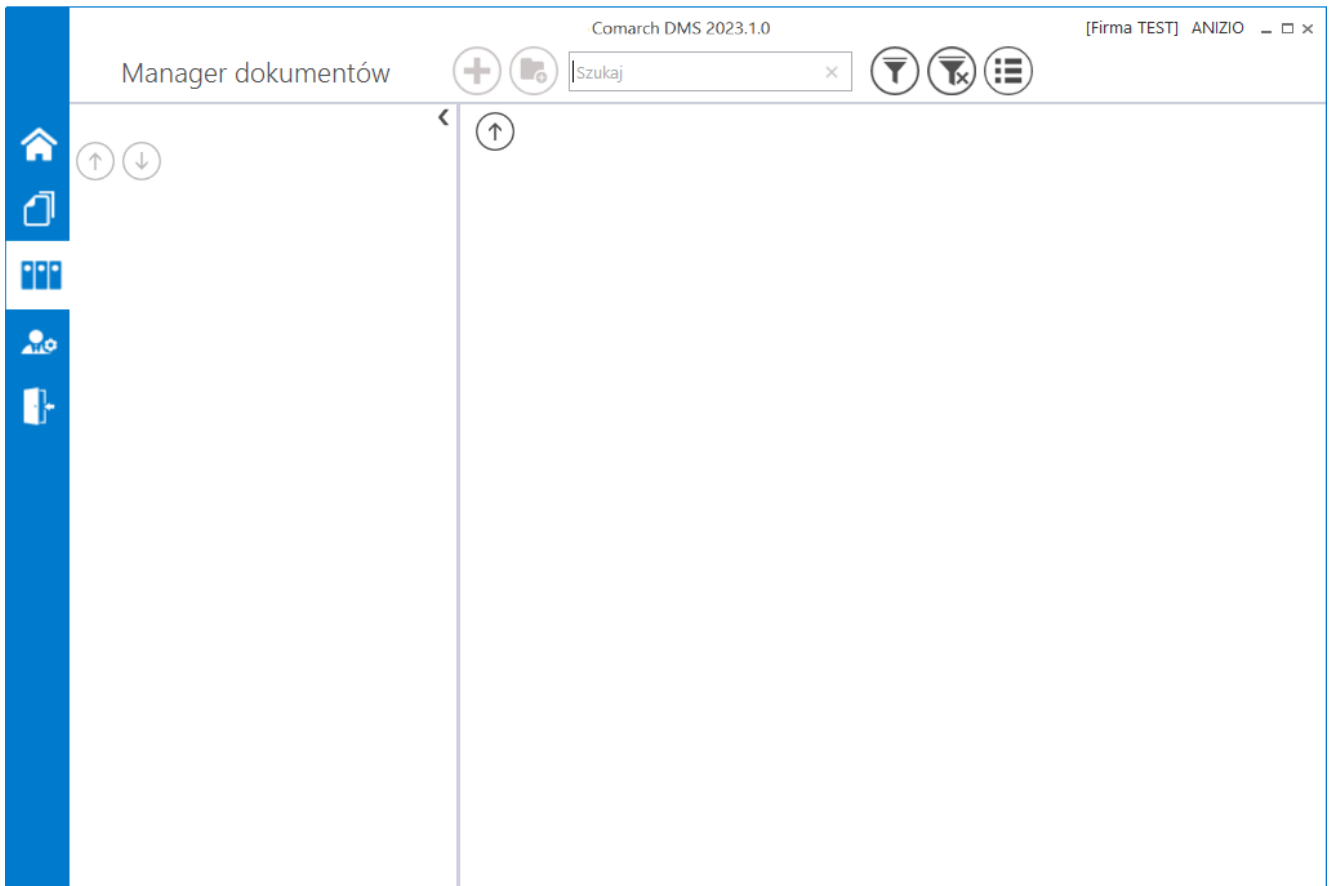 Comarch DMS 2023.1.0
[Firma TEST] ANIZIO
Manager dokumentów
Szukaj